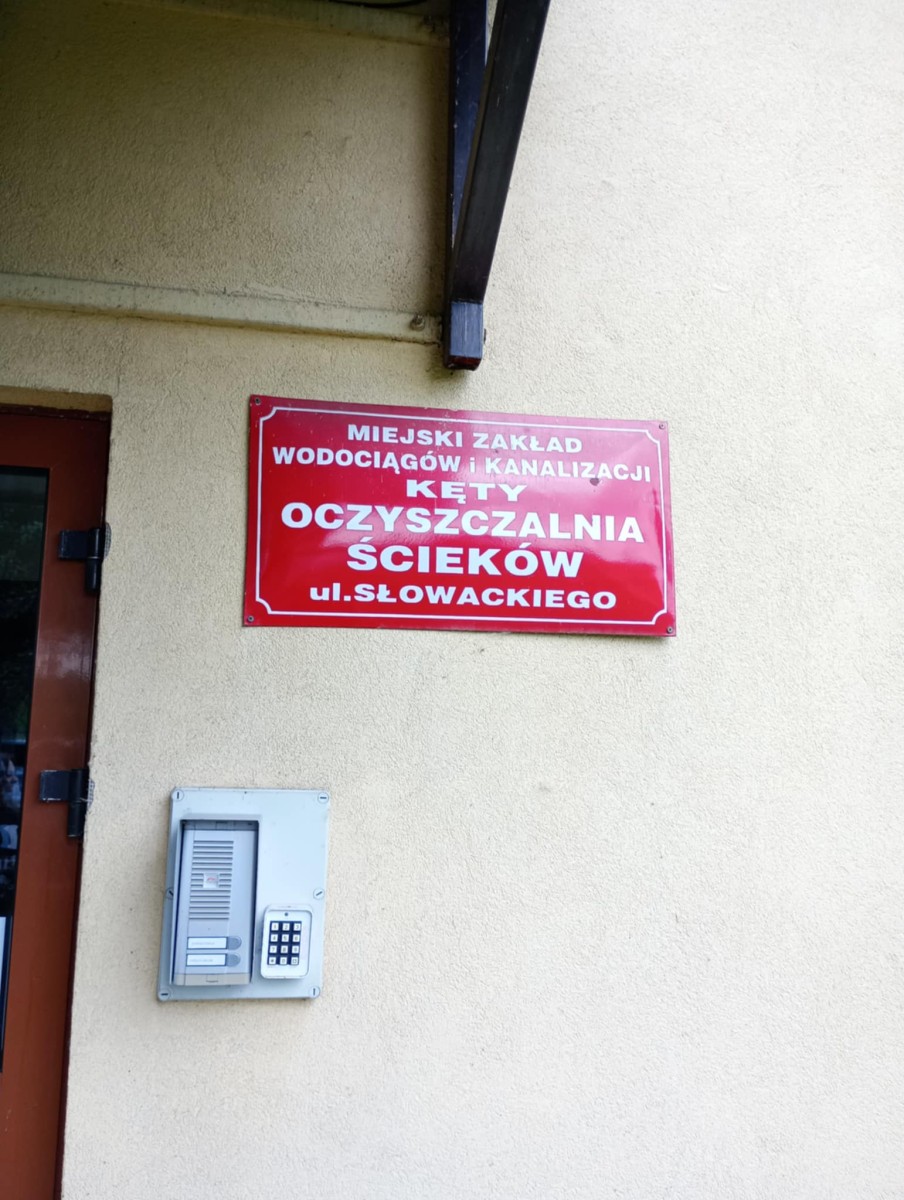 MIEJSKI ZAKŁAD
WODOCIĄGÓW i KANALIZACJI
KĘTY
OCZYSZCZALNIA
ŚCIEKÓW
ul.SŁOWACKIEGO